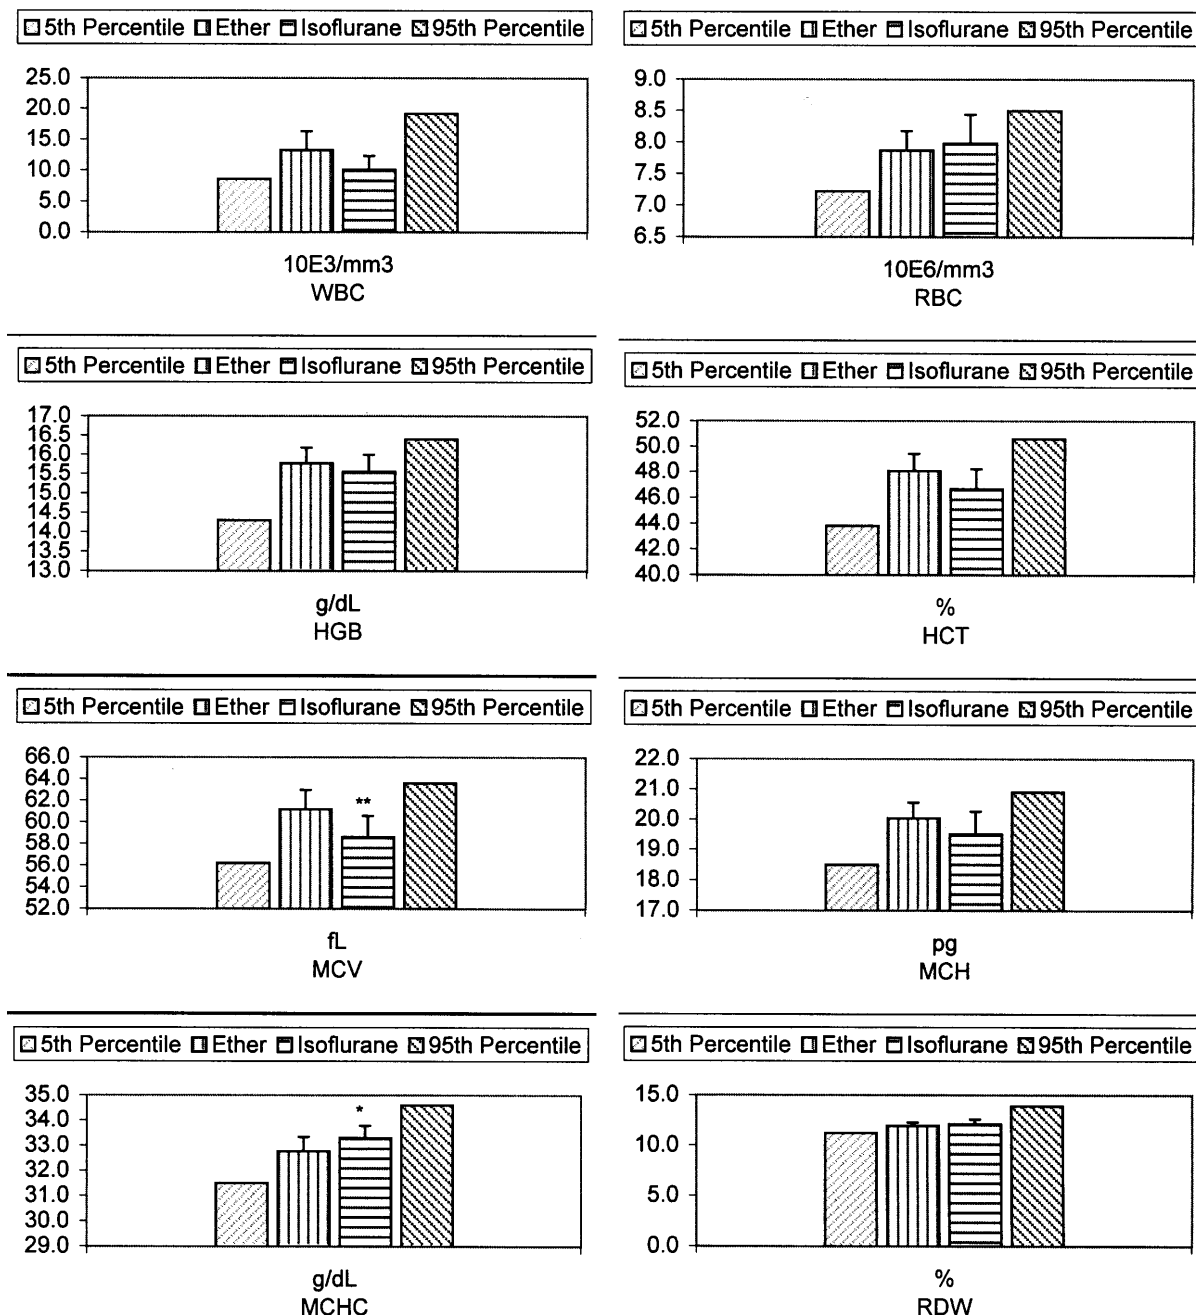 5th Percentile Ether Isoflurane 95th Percentile
25.0
20.0
15.0
10.0
5.0
0.0
10E3/mm3
WBC
5th Percentile Ether Isoflurane 95th Percentile
9.0
8.5
8.0
7.5
7.0
6.5
10E6/mm3
RBC
5th Percentile Ether Isoflurane 95th Percentile
17.0
16.5
16.0
15.5
15.0
14.5
14.0
13.5
13.0
g/dL
HGB
5th Percentile Ether Isoflurane 95th Percentile
52.0
50.0
48.0
46.0
44.0
42.0
40.0
%
HCT
5th Percentile Ether Isoflurane 95th Percentile
66.0
64.0
62.0
60.0
58.0
56.0
54.0
52.0
**
fL
MCV
5th Percentile Ether Isoflurane 95th Percentile
22.0
21.0
20.0
19.0
18.0
17.0
pg
MCH
5th Percentile Ether Isoflurane 95th Percentile
35.0
34.0
33.0
32.0
31.0
30.0
29.0
*
g/dL
MCHC
5th Percentile Ether Isoflurane 95th Percentile
15.0
10.0
5.0
0.0
%
RDW